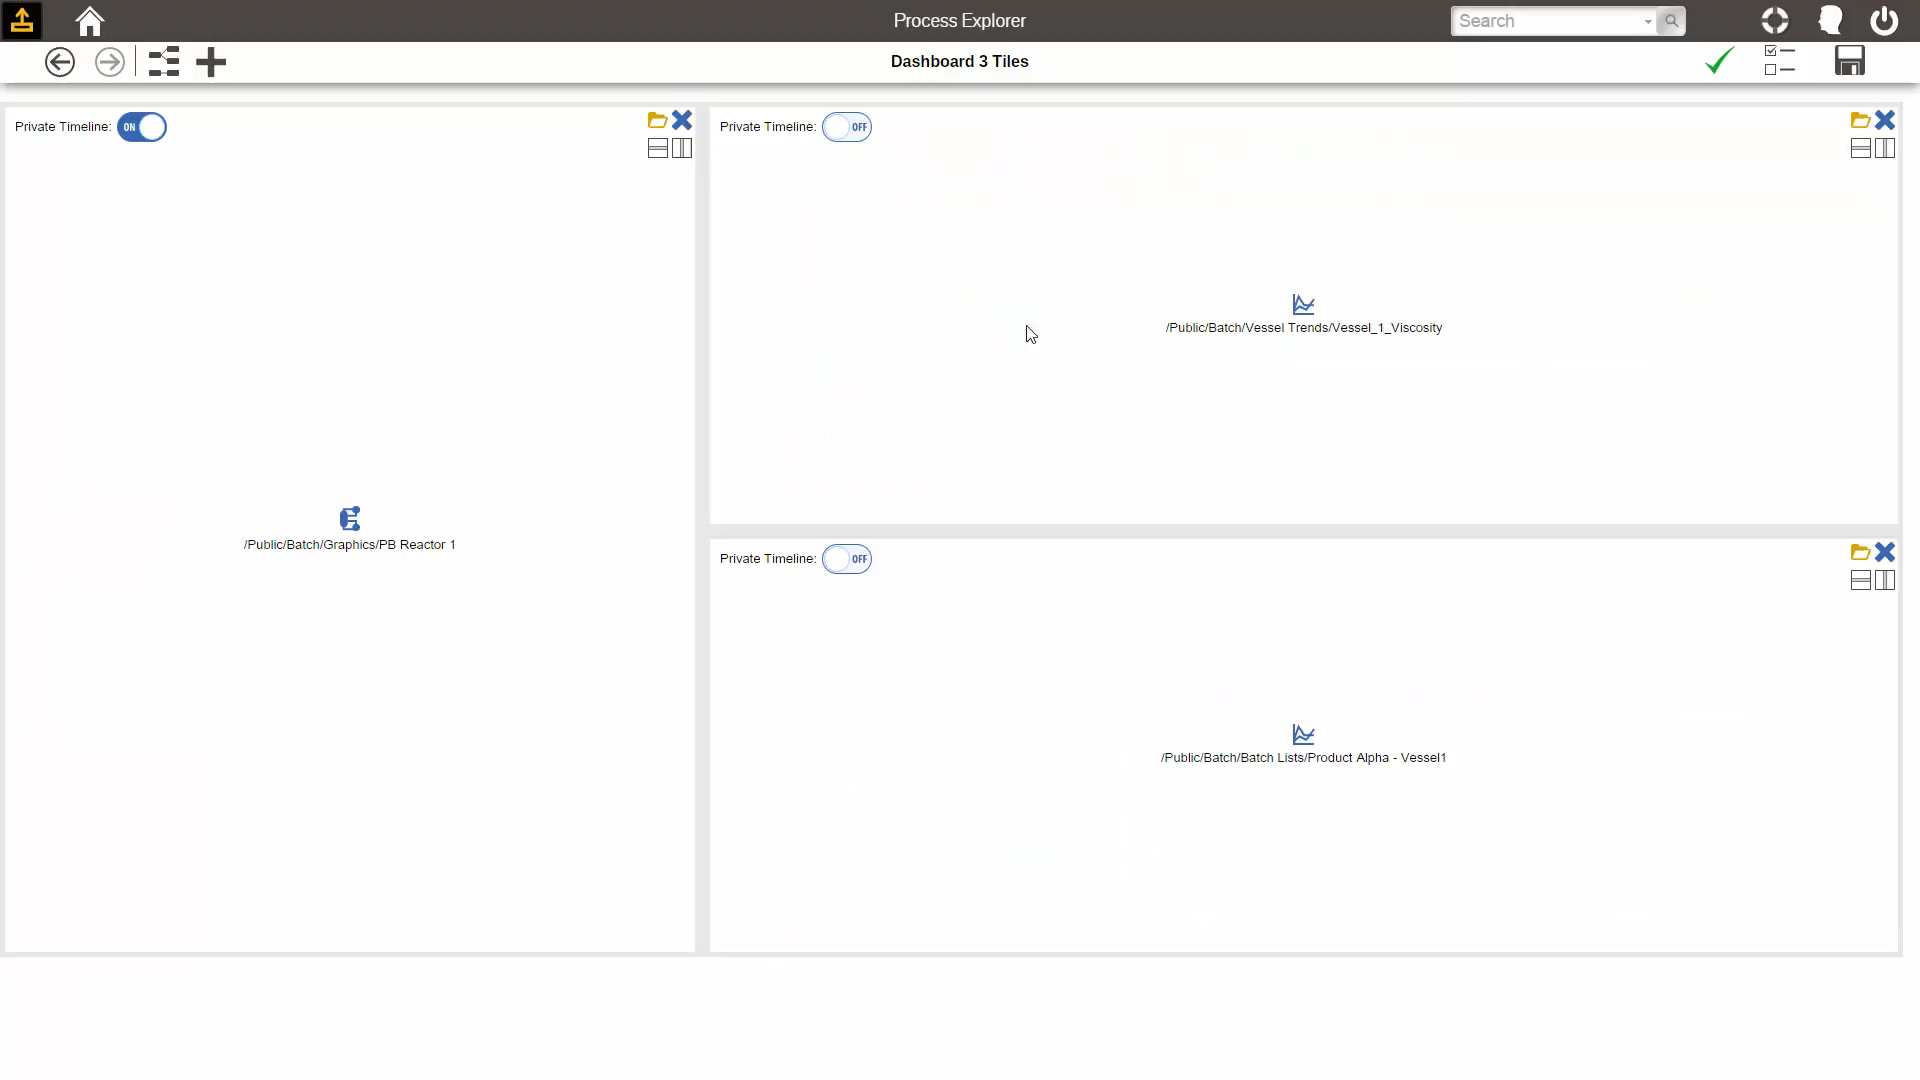 Process Explorer
Search
Dashboard 3 Tiles
Private Timeline: ON
Private Timeline: OFF
/Public/Batch/Vessel Trends/Vessel_1_Viscosity
/Public/Batch/Graphics/PB Reactor 1
Private Timeline: OFF
/Public/Batch/Batch Lists/Product Alpha - Vessel1